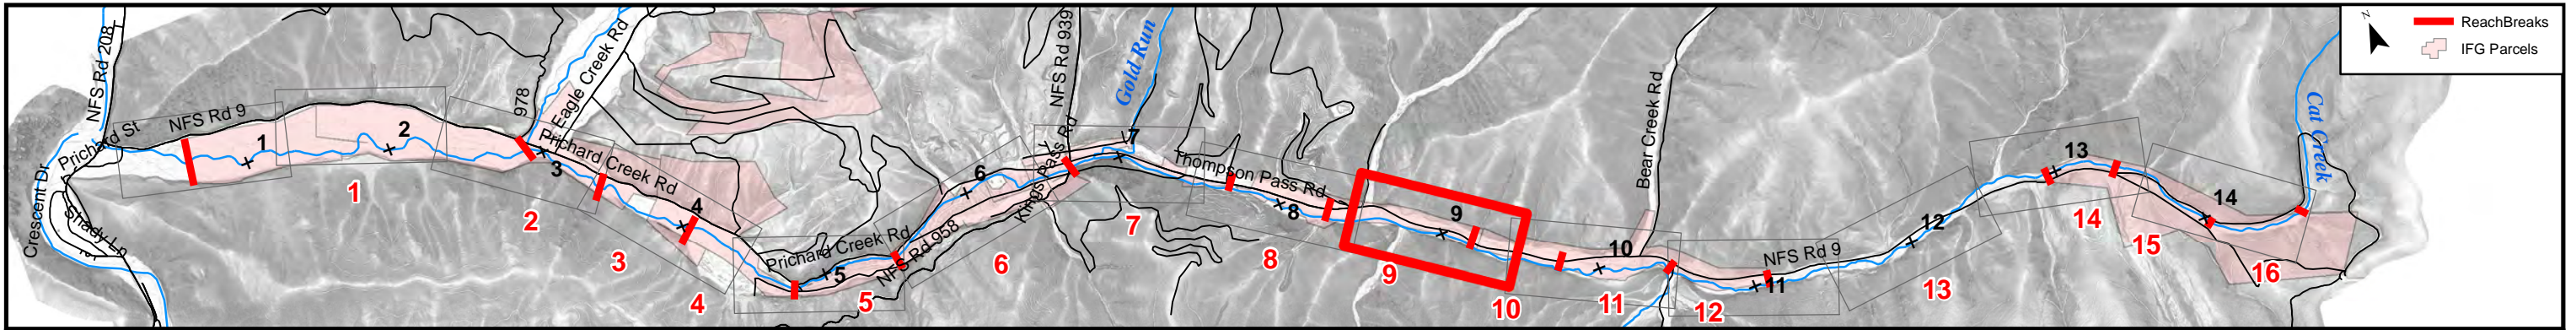 NFS Rd 208
Prichard St
NFS Rd 9
Crescent Dr
Shady Lp
1
2
978
Eagle Creek Rd
Prichard Creek Rd
3
4
Prichard Creek Rd
5
NFS Rd 958
6
Kings Pass Rd
NFS Rd 939
Gold Run
7
Thompson Pass Rd
8
9
10
Bear Creek Rd
11
NFS Rd 9
12
13
14
Cat Creek
1
2
3
4
5
6
7
8
9
10
11
12
13
14
15
16
N
ReachBreaks
IFG Parcels